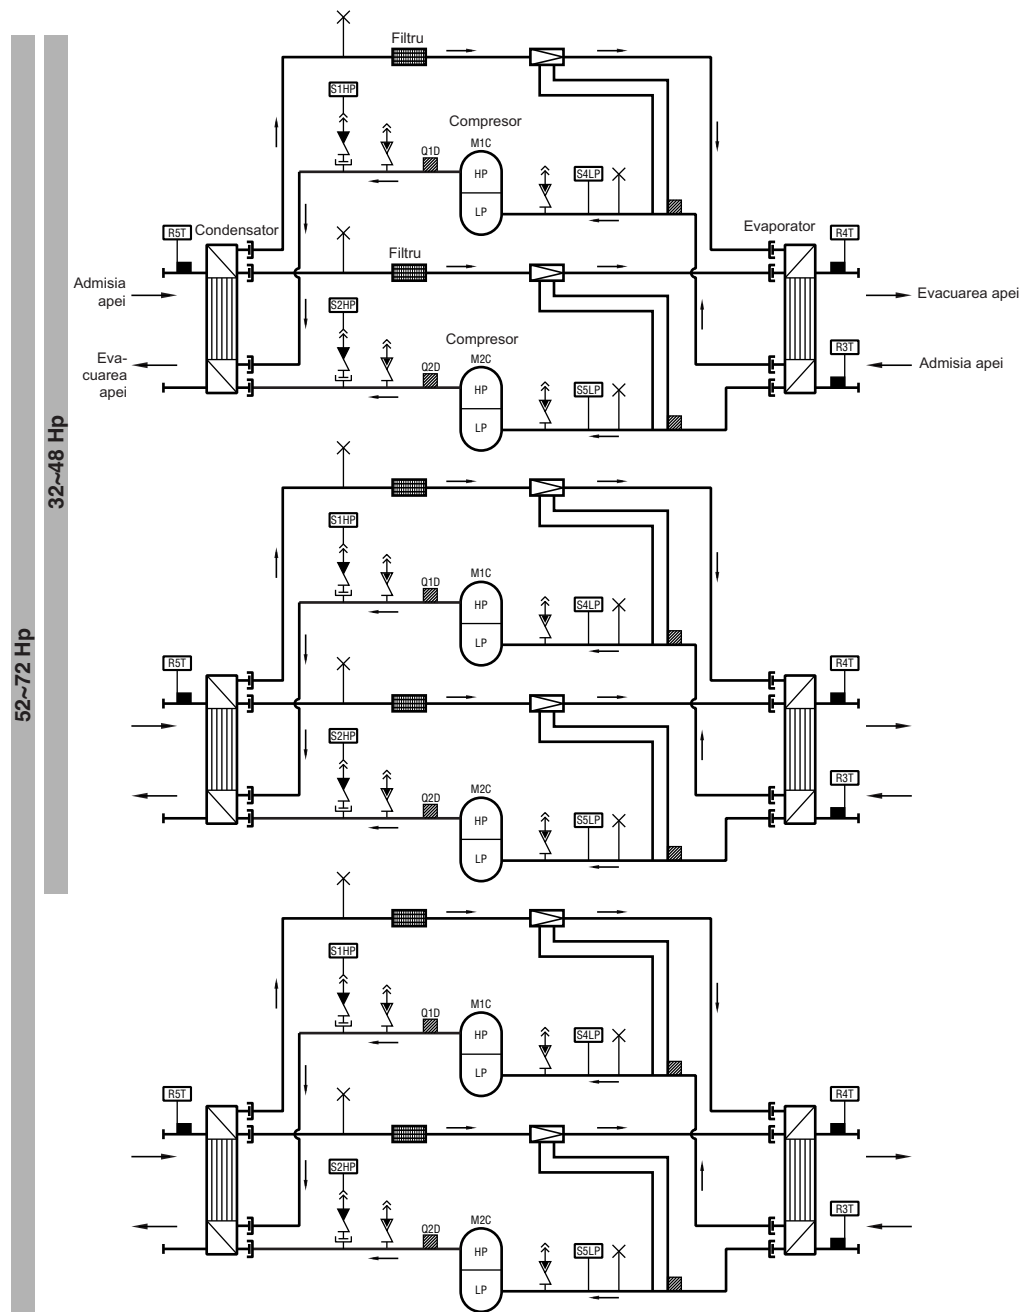 Filtru
S1HP
Compresor
M1C
Q1D
HP
S4LP
LP
R5T
Condensator
Evaporator
R4T
Filtru
Admisia
apei
Evacuarea apei
S2HP
Compresor
R3T
Eva-
cuarea
apei
M2C
Admisia apei
Q2D
HP
S5LP
LP
32~48 Hp
52~72 Hp
S1HP
M1C
Q1D
HP
S4LP
LP
R5T
R4T
S2HP
R3T
M2C
Q2D
HP
S5LP
LP
S1HP
M1C
Q1D
HP
S4LP
LP
R5T
R4T
S2HP
R3T
M2C
Q2D
HP
S5LP
LP